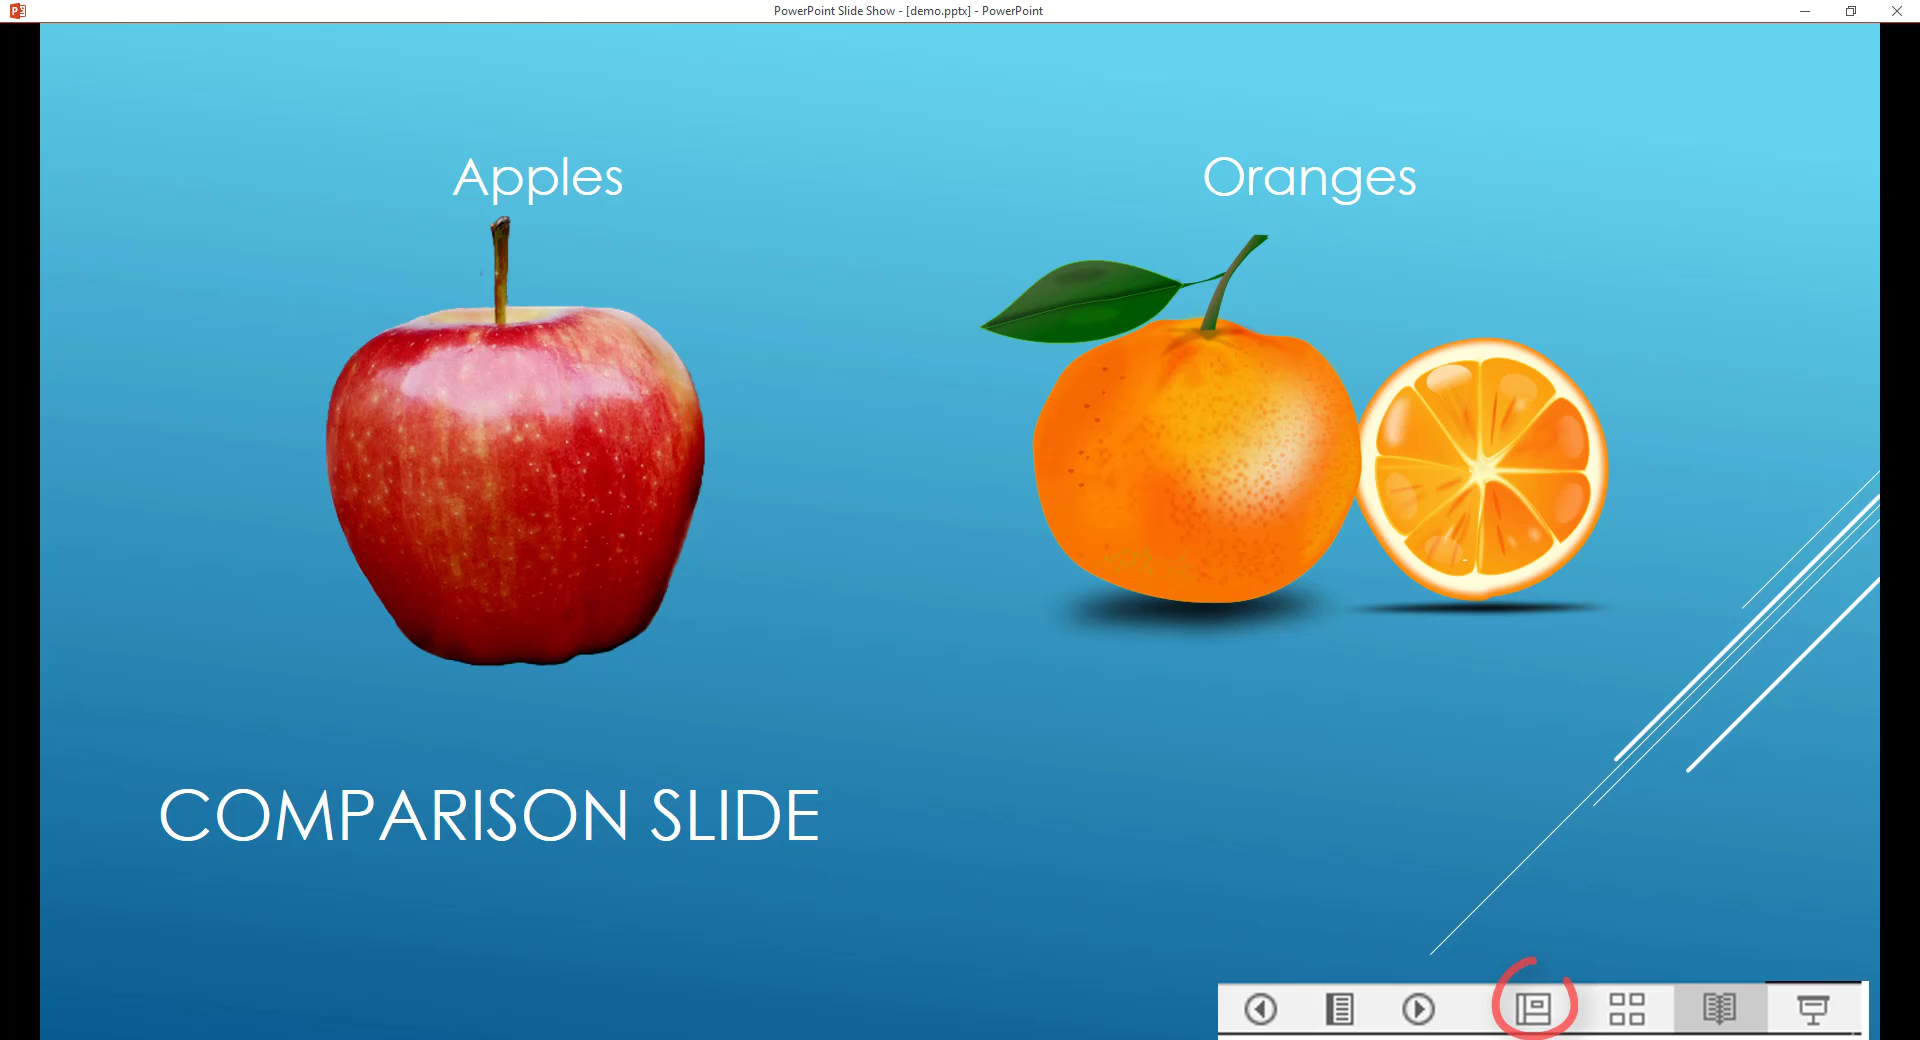 PowerPoint Slide Show - [demo.pptx] - PowerPoint
Apples
Oranges
COMPARISON SLIDE